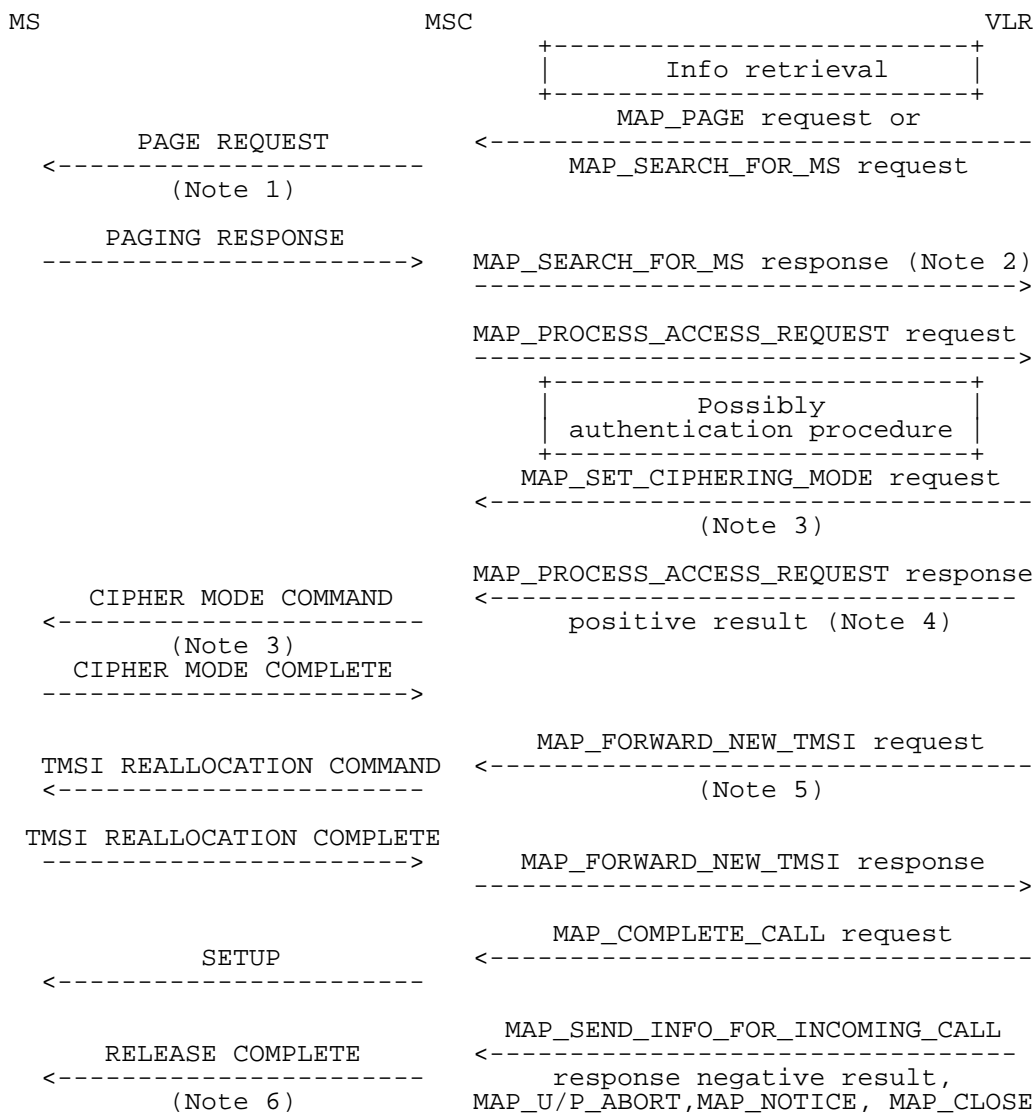 MS MSC VLR
Info retrieval
MAP_PAGE request or
PAGE REQUEST
MAP_SEARCH_FOR_MS request
(Note 1)
PAGING RESPONSE
MAP_SEARCH_FOR_MS response (Note 2)
MAP_PROCESS_ACCESS_REQUEST request
Possibly
authentication procedure
MAP_SET_CIPHERING_MODE request
(Note 3)
MAP_PROCESS_ACCESS_REQUEST response
CIPHER MODE COMMAND
positive result (Note 4)
(Note 3)
CIPHER MODE COMPLETE
MAP_FORWARD_NEW_TMSI request
TMSI REALLOCATION COMMAND
(Note 5)
TMSI REALLOCATION COMPLETE
MAP_FORWARD_NEW_TMSI response
MAP_COMPLETE_CALL request
SETUP
MAP_SEND_INFO_FOR_INCOMING_CALL
RELEASE COMPLETE
response negative result,
(Note 6) MAP_U/P_ABORT,MAP_NOTICE, MAP_CLOSE